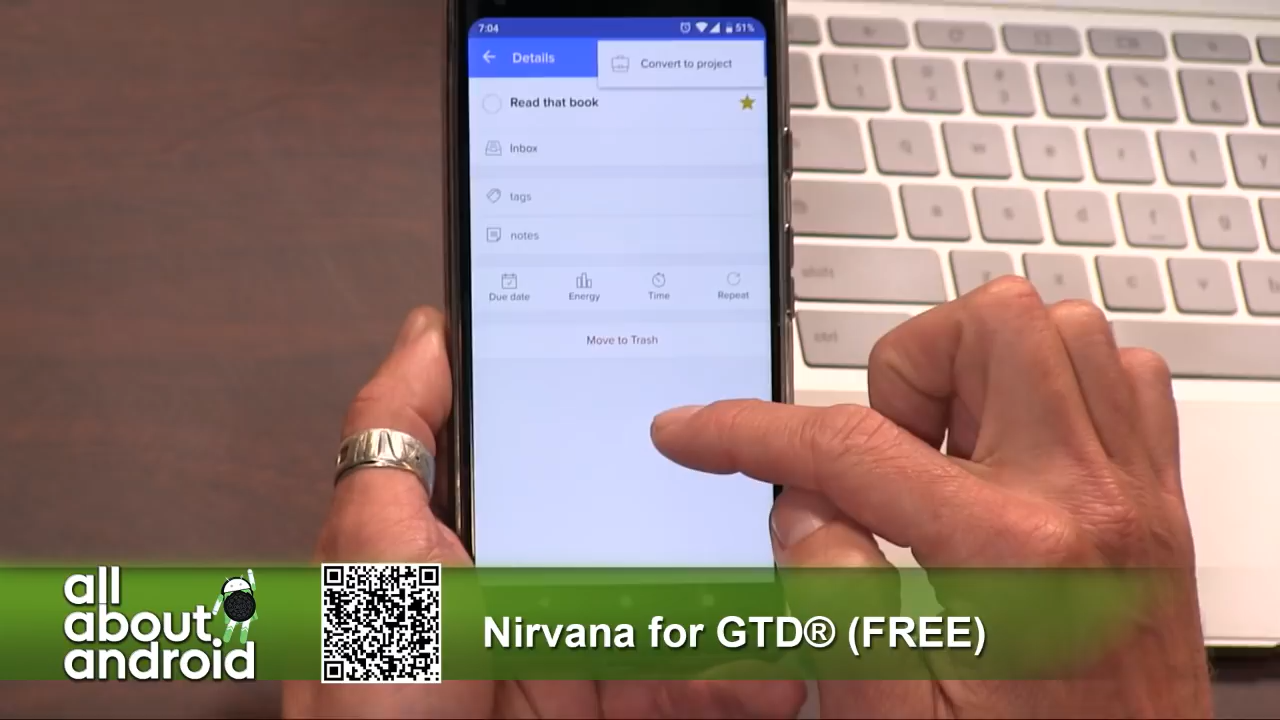 7:04
51%
Details
Convert to project
Read that book
Inbox
tags
notes
Due date
Energy
Time
Repeat
Move to Trash
ctrl
all
about
android
Nirvana for GTD® (FREE)